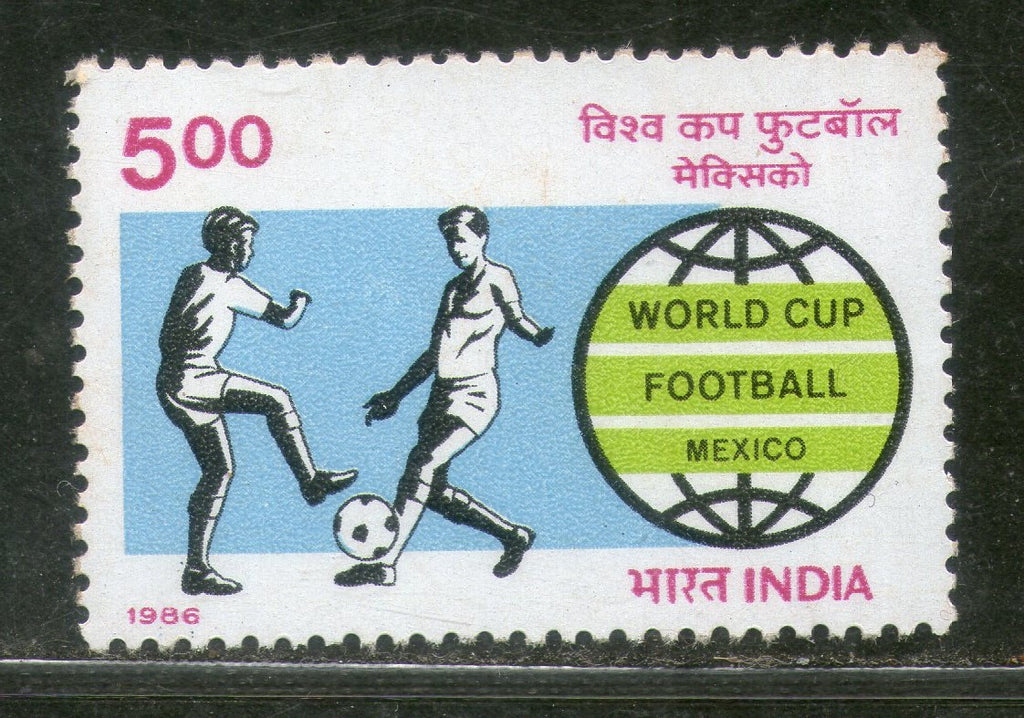 5.00
विश्व कप फुटबॉल
मेक्सिको
WORLD CUP
FOOTBALL
MEXICO
भारत INDIA
1986